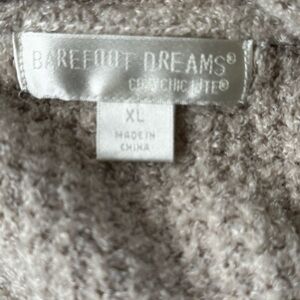 BAREFOOT DREAMS®
COZYCHIC LITE®
XL
MADE IN
CHINA